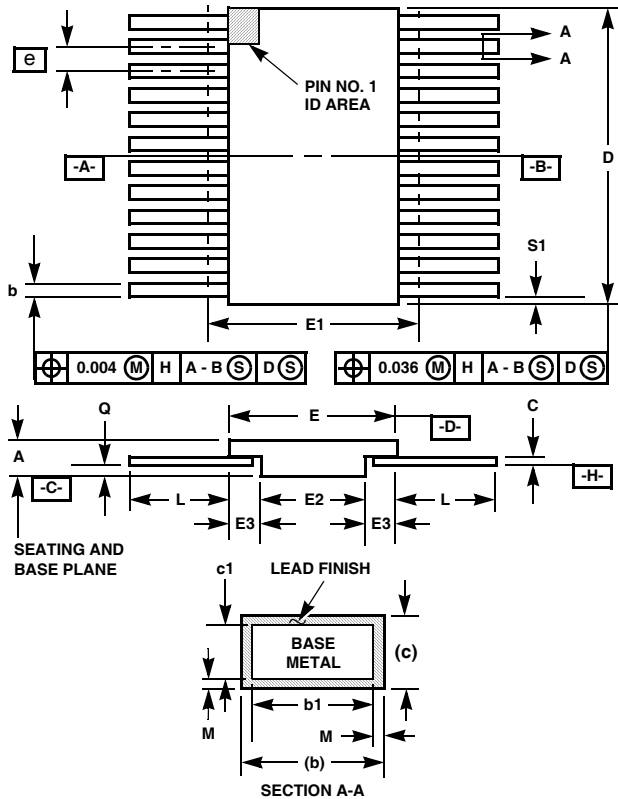 e
A
A
PIN NO. 1
ID AREA
-A-
-B-
D
S1
b
E1
0.004 Ⓜ H A - B Ⓢ D Ⓢ
0.036 Ⓜ H A - B Ⓢ D Ⓢ
Q
E
-D-
C
A
-C-
-H-
L
E2
L
E3
E3
SEATING AND
BASE PLANE
c1
LEAD FINISH
BASE
METAL
(c)
b1
M
M
(b)
SECTION A-A